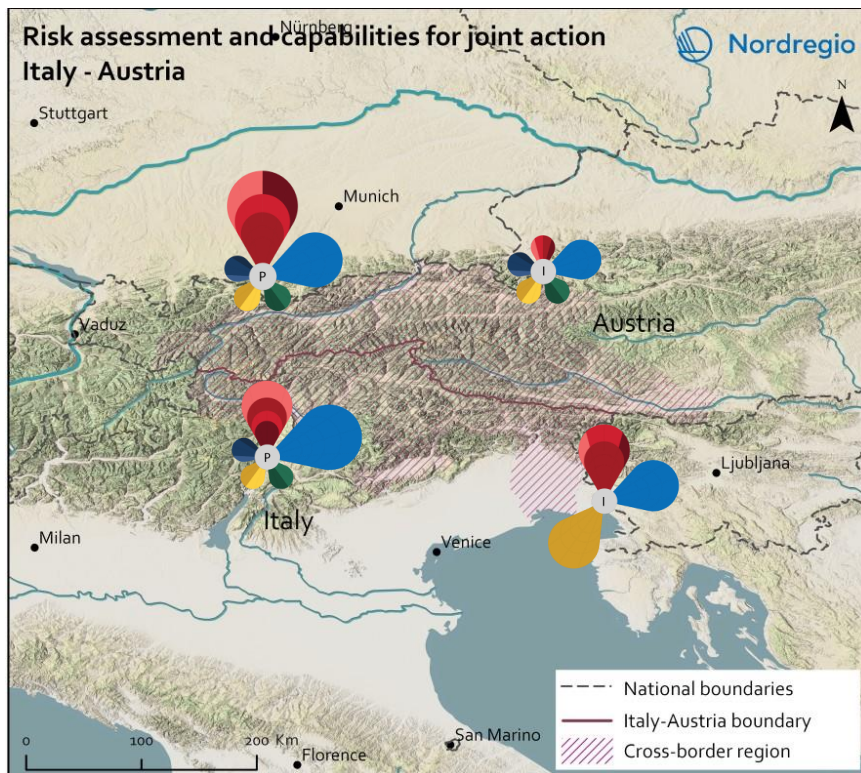 Risk assessment and capabilities for joint action
Italy - Austria
Nordregio
Nürnberg
Stuttgart
N
Munich
P
I
Vaduz
Austria
P
I
Ljubljana
Italy
Milan
Venice
National boundaries
Italy-Austria boundary
Cross-border region
San Marino
0 100 200 Km
Florence